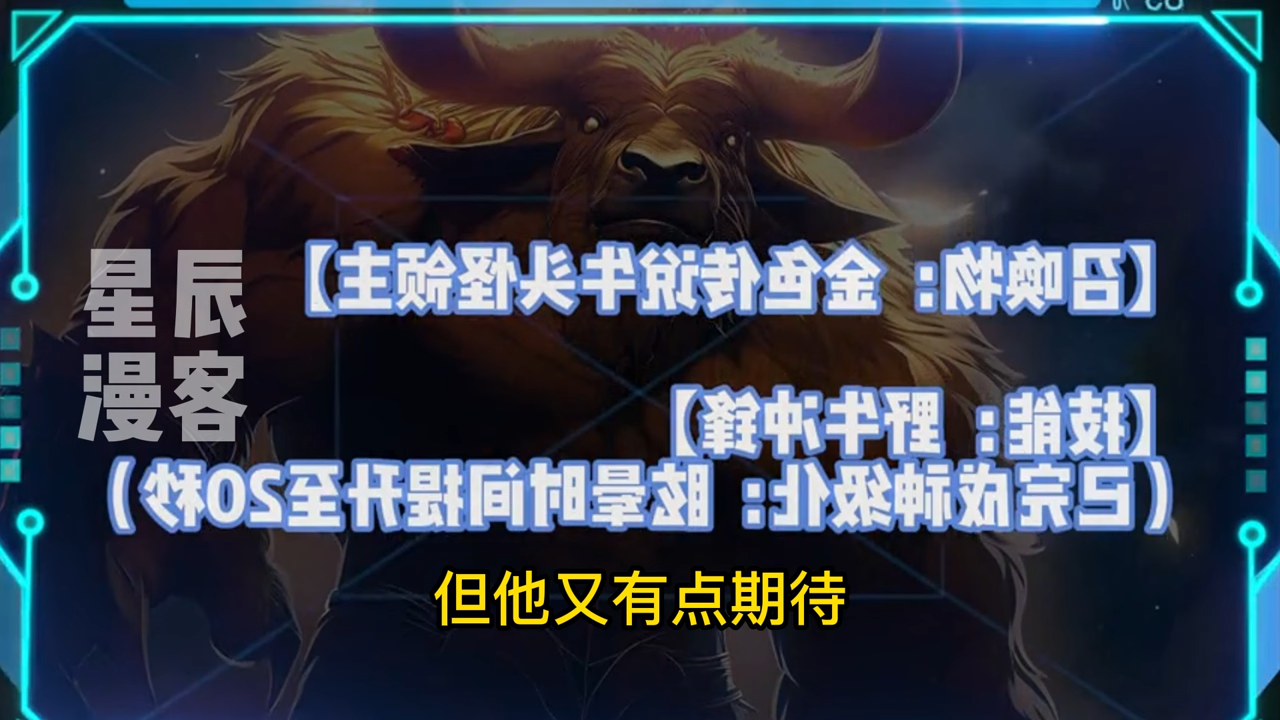 【召唤物：金色传说牛头怪领主】
星辰
漫客
【技能：野牛冲锋】
（已完成神级化：眩晕时间提升至20秒）
但他又有点期待